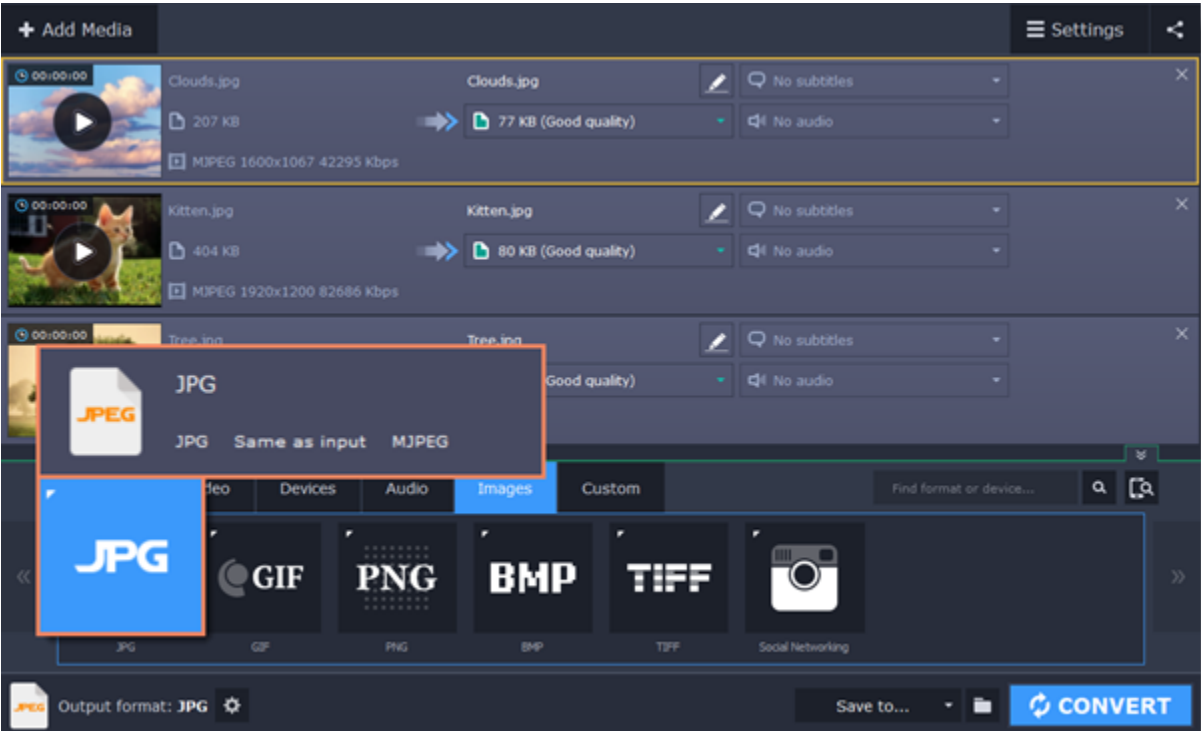 Add Media
Settings
00:00:00
Clouds.jpg
Clouds.jpg
No subtitles
207 KB
77 KB (Good quality)
No audio
MJPEG 1600x1067 42295 Kbps
00:00:00
Kitten.jpg
Kitten.jpg
No subtitles
404 KB
80 KB (Good quality)
No audio
MJPEG 1920x1200 82686 Kbps
00:00:00
Tree.jpg
Tree.jpg
No subtitles
Good quality)
No audio
JPEG
JPG
JPG Same as input MJPEG
deo
Devices
Audio
Images
Custom
Find format or device...
JPG
GIF
PNG
BMP
TIFF
JPG
GIF
PNG
BMP
TIFF
Social Networking
JPEG
Output format: JPG
Save to...
CONVERT